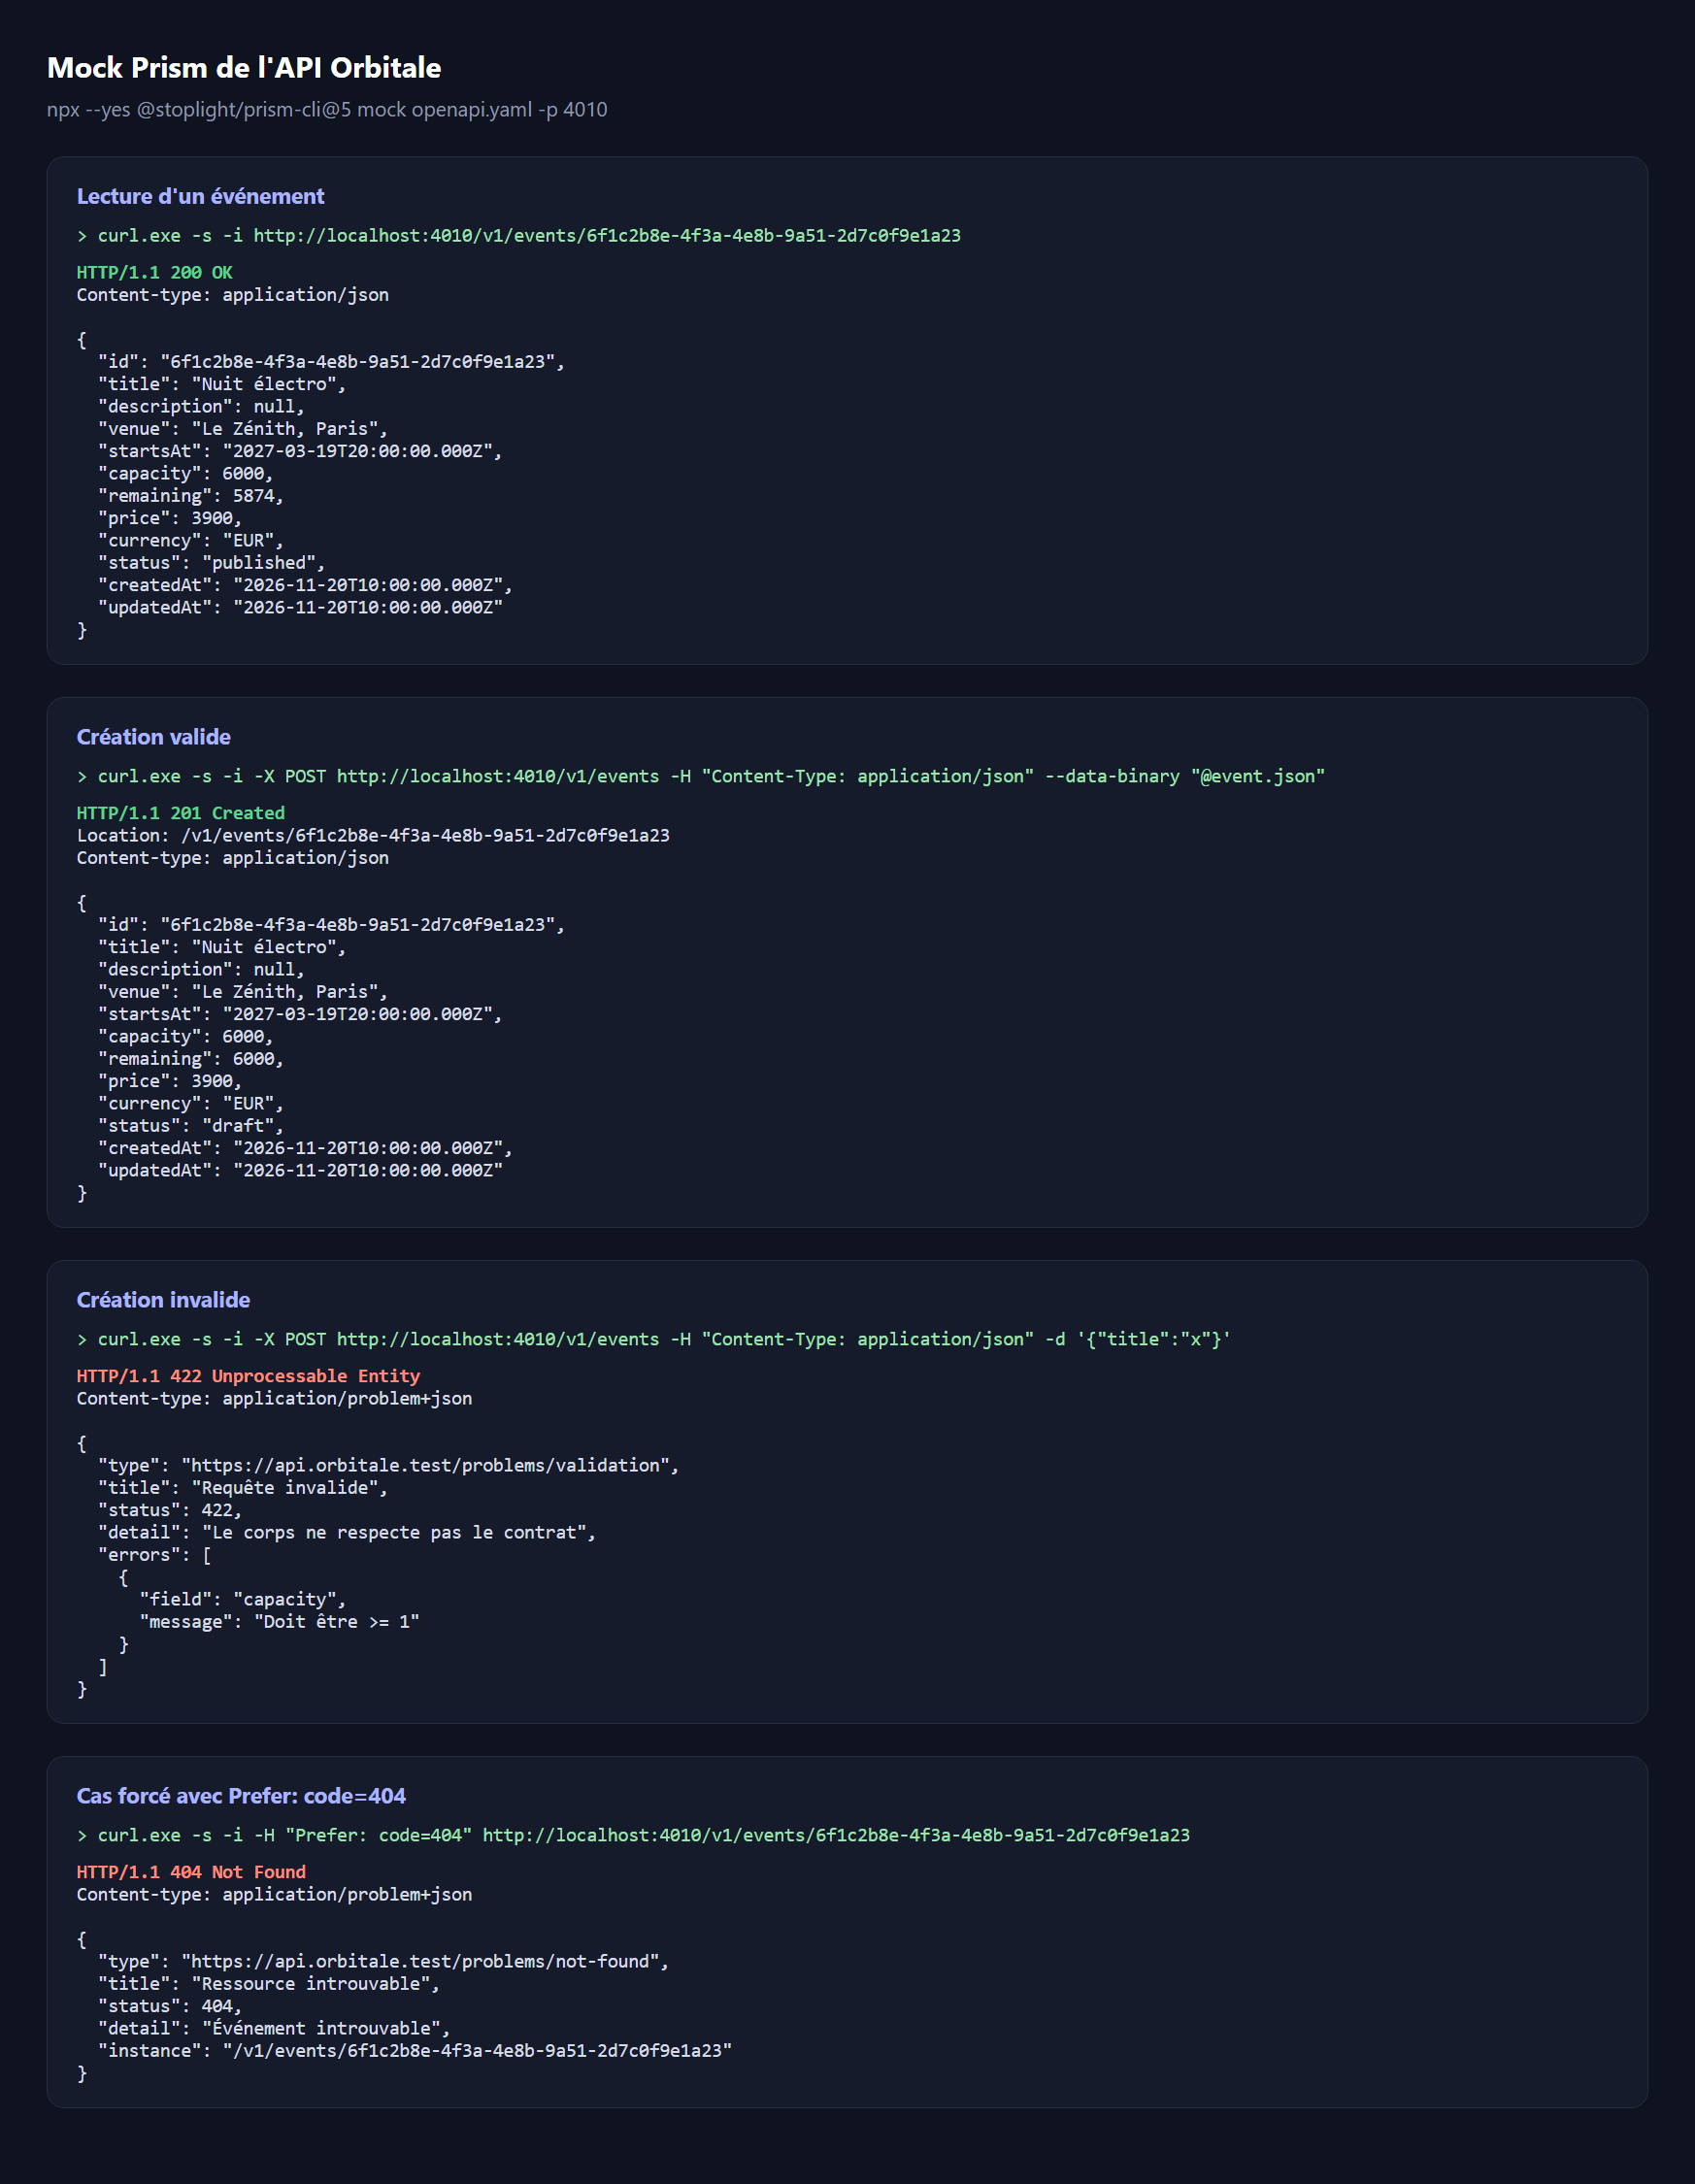 Mock Prism de l'API Orbitale
npx --yes @stoplight/prism-cli@5 mock openapi.yaml -p 4010
Lecture d'un événement
> curl.exe -s -i http://localhost:4010/v1/events/6f1c2b8e-4f3a-4e8b-9a51-2d7c0f9e1a23
HTTP/1.1 200 OK
Content-type: application/json
{
  "id": "6f1c2b8e-4f3a-4e8b-9a51-2d7c0f9e1a23",
  "title": "Nuit électro",
  "description": null,
  "venue": "Le Zénith, Paris",
  "startsAt": "2027-03-19T20:00:00.000Z",
  "capacity": 6000,
  "remaining": 5874,
  "price": 3900,
  "currency": "EUR",
  "status": "published",
  "createdAt": "2026-11-20T10:00:00.000Z",
  "updatedAt": "2026-11-20T10:00:00.000Z"
}
Création valide
> curl.exe -s -i -X POST http://localhost:4010/v1/events -H "Content-Type: application/json" --data-binary "@event.json"
HTTP/1.1 201 Created
Location: /v1/events/6f1c2b8e-4f3a-4e8b-9a51-2d7c0f9e1a23
Content-type: application/json
{
  "id": "6f1c2b8e-4f3a-4e8b-9a51-2d7c0f9e1a23",
  "title": "Nuit électro",
  "description": null,
  "venue": "Le Zénith, Paris",
  "startsAt": "2027-03-19T20:00:00.000Z",
  "capacity": 6000,
  "remaining": 6000,
  "price": 3900,
  "currency": "EUR",
  "status": "draft",
  "createdAt": "2026-11-20T10:00:00.000Z",
  "updatedAt": "2026-11-20T10:00:00.000Z"
}
Création invalide
> curl.exe -s -i -X POST http://localhost:4010/v1/events -H "Content-Type: application/json" -d '{"title":"x"}'
HTTP/1.1 422 Unprocessable Entity
Content-type: application/problem+json
{
  "type": "https://api.orbitale.test/problems/validation",
  "title": "Requête invalide",
  "status": 422,
  "detail": "Le corps ne respecte pas le contrat",
  "errors": [
    {
      "field": "capacity",
      "message": "Doit être >= 1"
    }
  ]
}
Cas forcé avec Prefer: code=404
> curl.exe -s -i -H "Prefer: code=404" http://localhost:4010/v1/events/6f1c2b8e-4f3a-4e8b-9a51-2d7c0f9e1a23
HTTP/1.1 404 Not Found
Content-type: application/problem+json
{
  "type": "https://api.orbitale.test/problems/not-found",
  "title": "Ressource introuvable",
  "status": 404,
  "detail": "Événement introuvable",
  "instance": "/v1/events/6f1c2b8e-4f3a-4e8b-9a51-2d7c0f9e1a23"
}